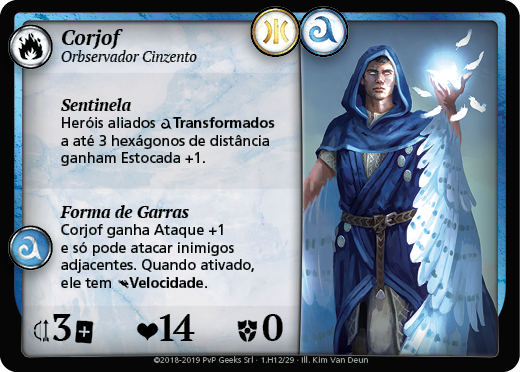 Corjof
Orbservador Cinzento
Sentinela
Heróis aliados Transformados
a até 3 hexágonos de distância
ganham Estocada +1.
Forma de Garras
Corjof ganha Ataque +1
e só pode atacar inimigos
adjacentes. Quando ativado,
ele tem Velocidade.
3 14 0
©2018-2019 PvP Geeks Srl · 1.H12/29 · Ill. Kim Van Deun